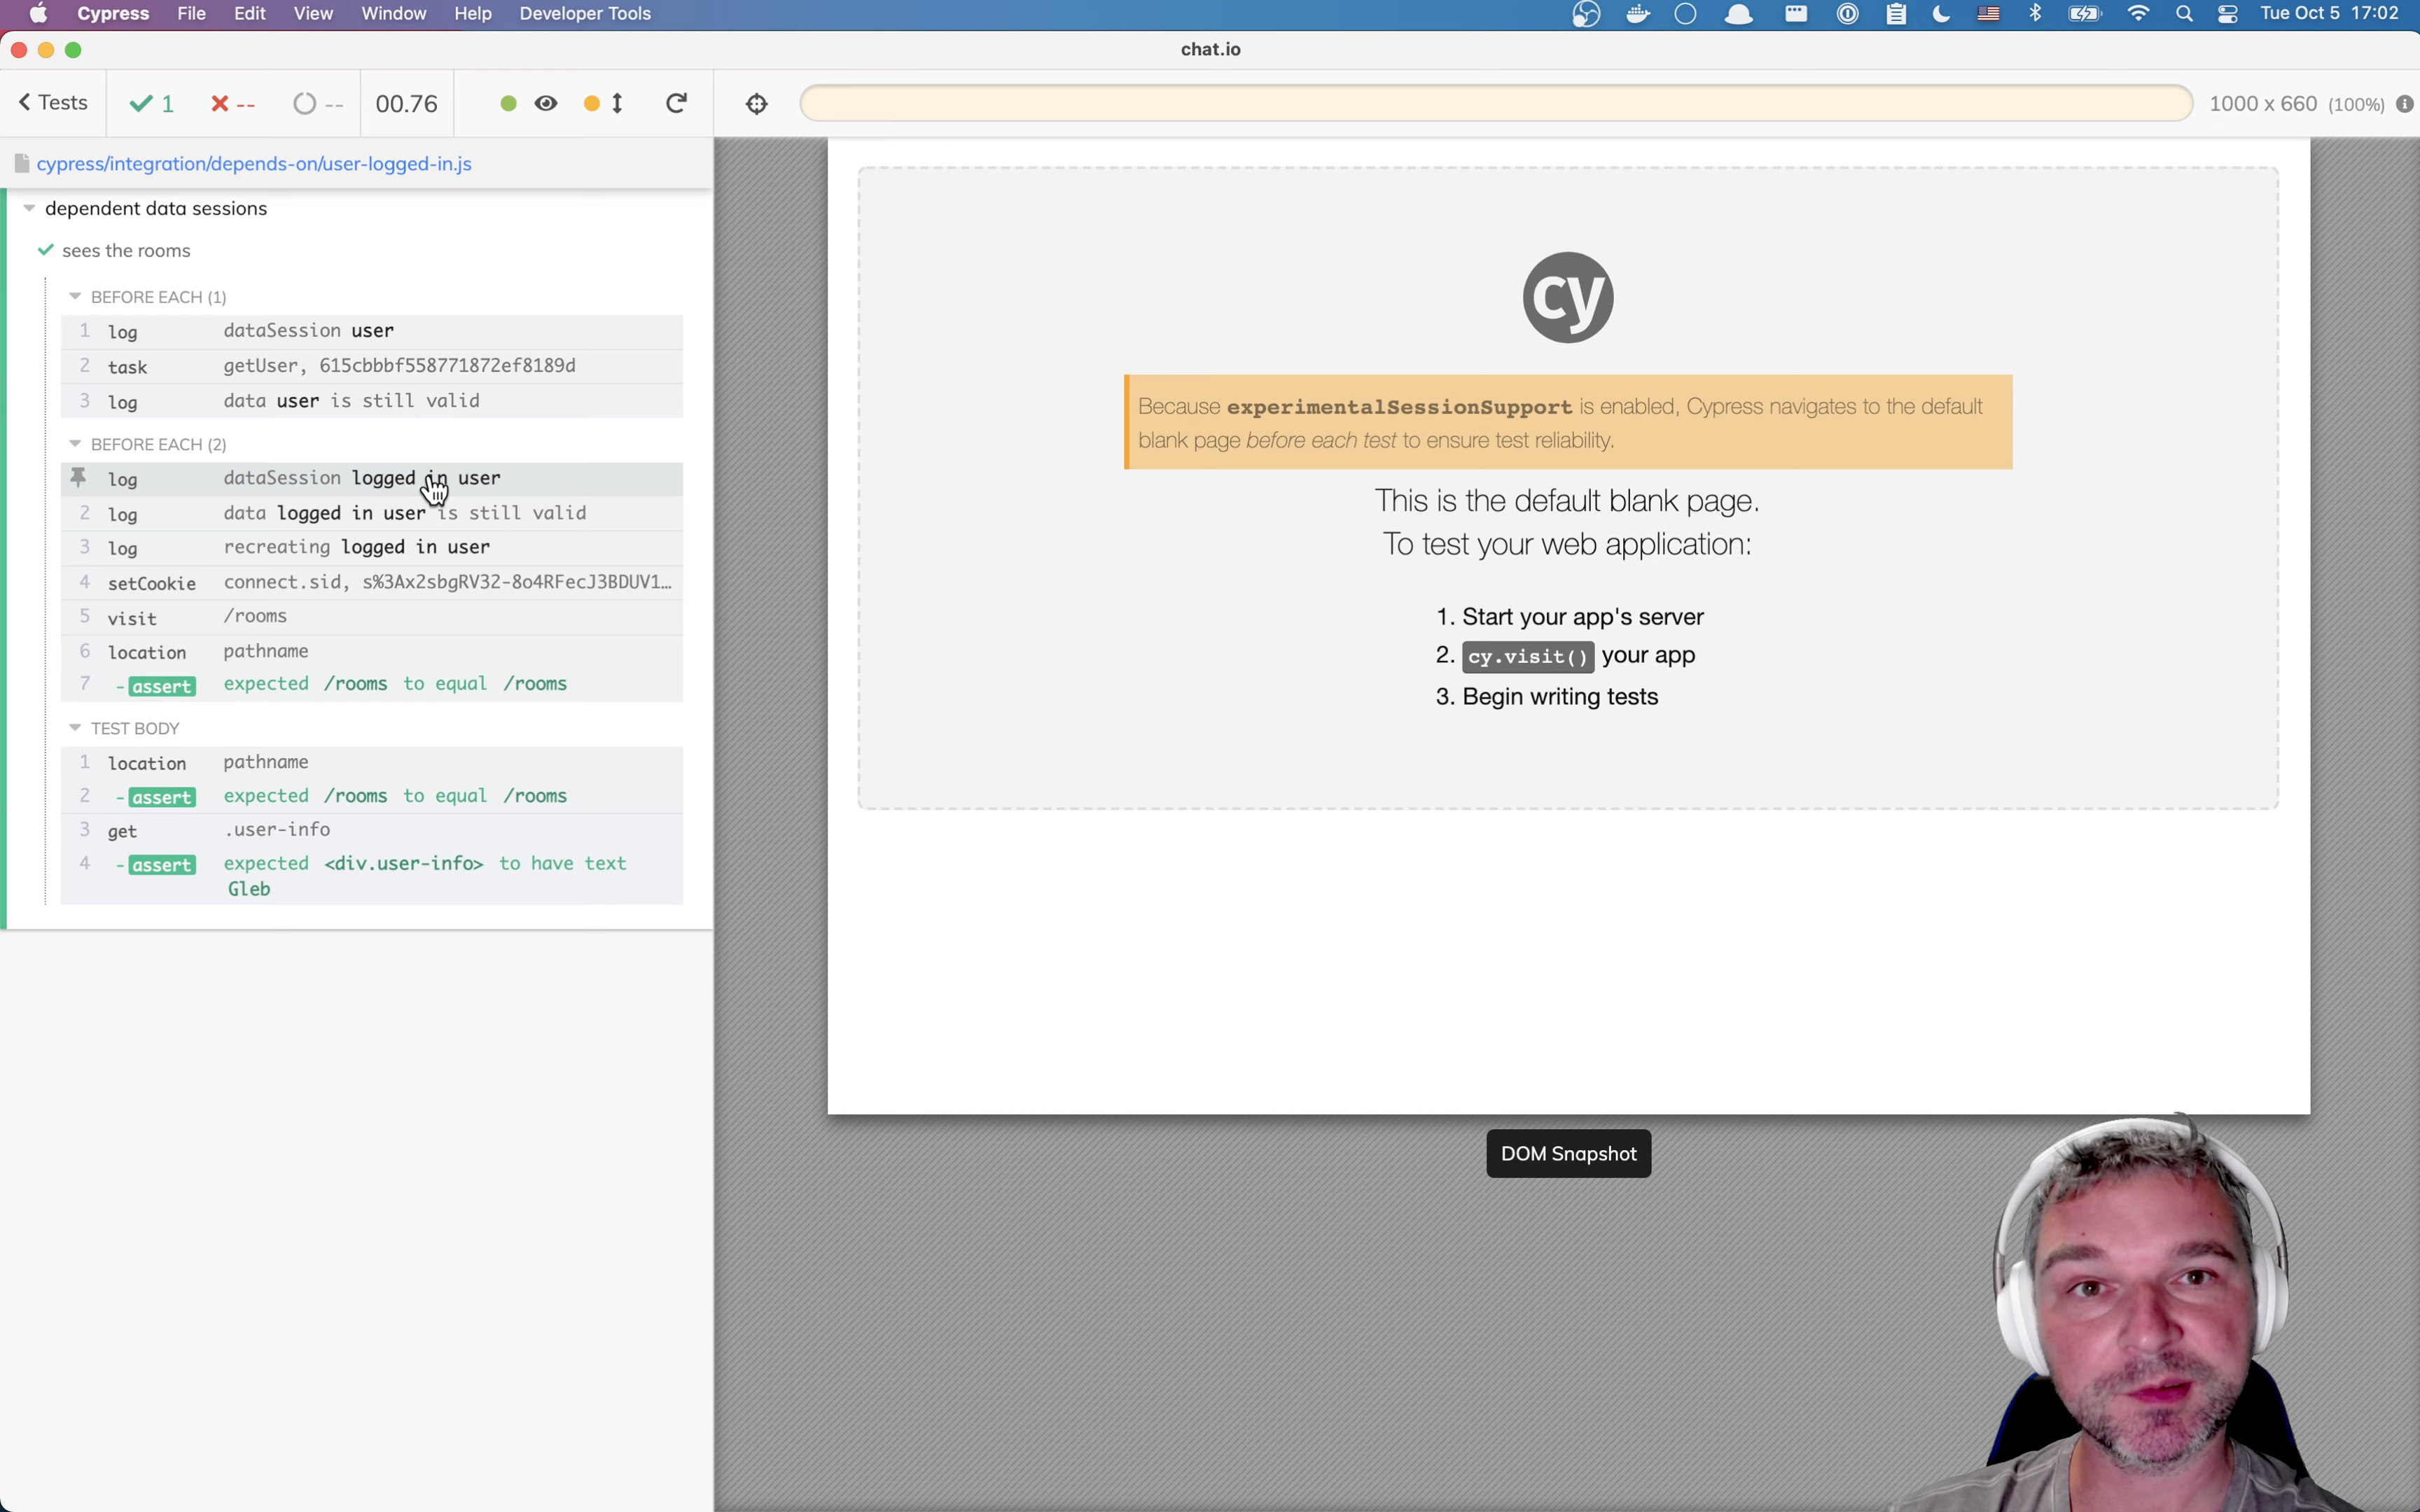 Cypress File Edit View Window Help Developer Tools Tue Oct 5 17:02
chat.io
Tests 1 -- -- 00.76 1000 x 660 (100%)
cypress/integration/depends-on/user-logged-in.js
dependent data sessions
sees the rooms
BEFORE EACH (1)
1 log dataSession user
2 task getUser, 615cbbbf558771872ef8189d
3 log data user is still valid
BEFORE EACH (2)
log dataSession logged in user
2 log data logged in user is still valid
3 log recreating logged in user
4 setCookie connect.sid, s%3Ax2sbgRV32-8o4RFecJ3BDUV1…
5 visit /rooms
6 location pathname
7 -assert expected /rooms to equal /rooms
TEST BODY
1 location pathname
2 -assert expected /rooms to equal /rooms
3 get .user-info
4 -assert expected <div.user-info> to have text
Gleb
cy
Because experimentalSessionSupport is enabled, Cypress navigates to the default
blank page before each test to ensure test reliability.
This is the default blank page.
To test your web application:
1. Start your app's server
2. cy.visit() your app
3. Begin writing tests
DOM Snapshot